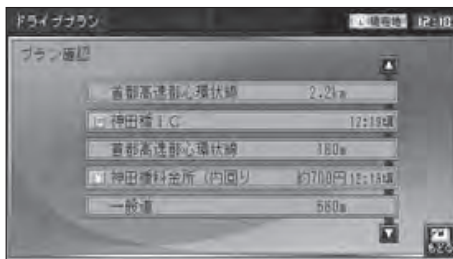 ドライブプラン 現在地 12:10
プラン確認
首都高速都心環状線 2.2km
神田橋IC 12:18頃
首都高速都心環状線 180m
神田橋料金所（内回り 約700円 12:18頃
一般道 580m
もどる